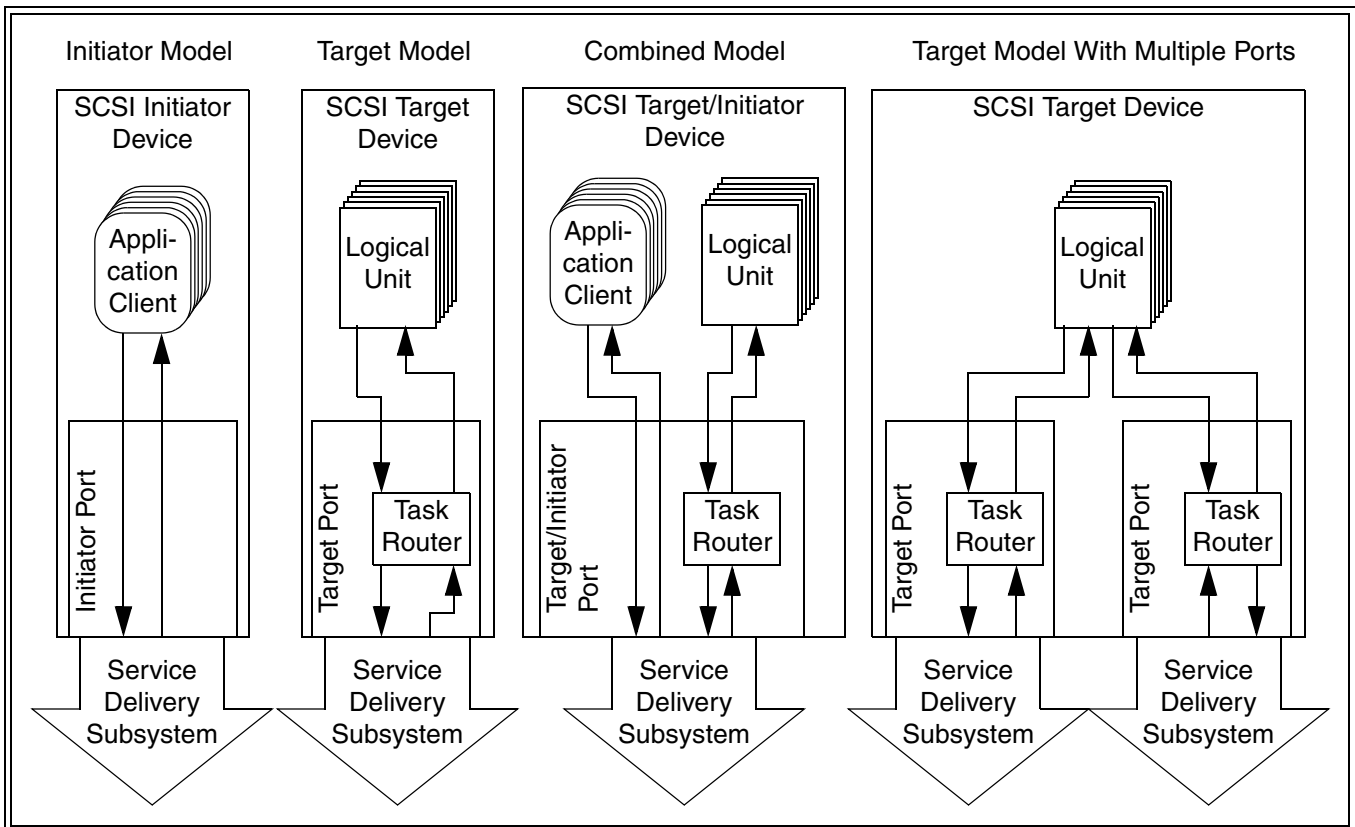 Initiator Model
SCSI Initiator
Device
Appli-
cation
Client
Initiator Port
Service
Delivery
Subsystem
Target Model
SCSI Target
Device
Logical
Unit
Target Port
Task
Router
Service
Delivery
Subsystem
Combined Model
SCSI Target/Initiator
Device
Appli-
cation
Client
Logical
Unit
Target/Initiator
Port
Task
Router
Service
Delivery
Subsystem
Target Model With Multiple Ports
SCSI Target Device
Logical
Unit
Target Port
Task
Router
Target Port
Task
Router
Service
Delivery
Subsystem
Service
Delivery
Subsystem